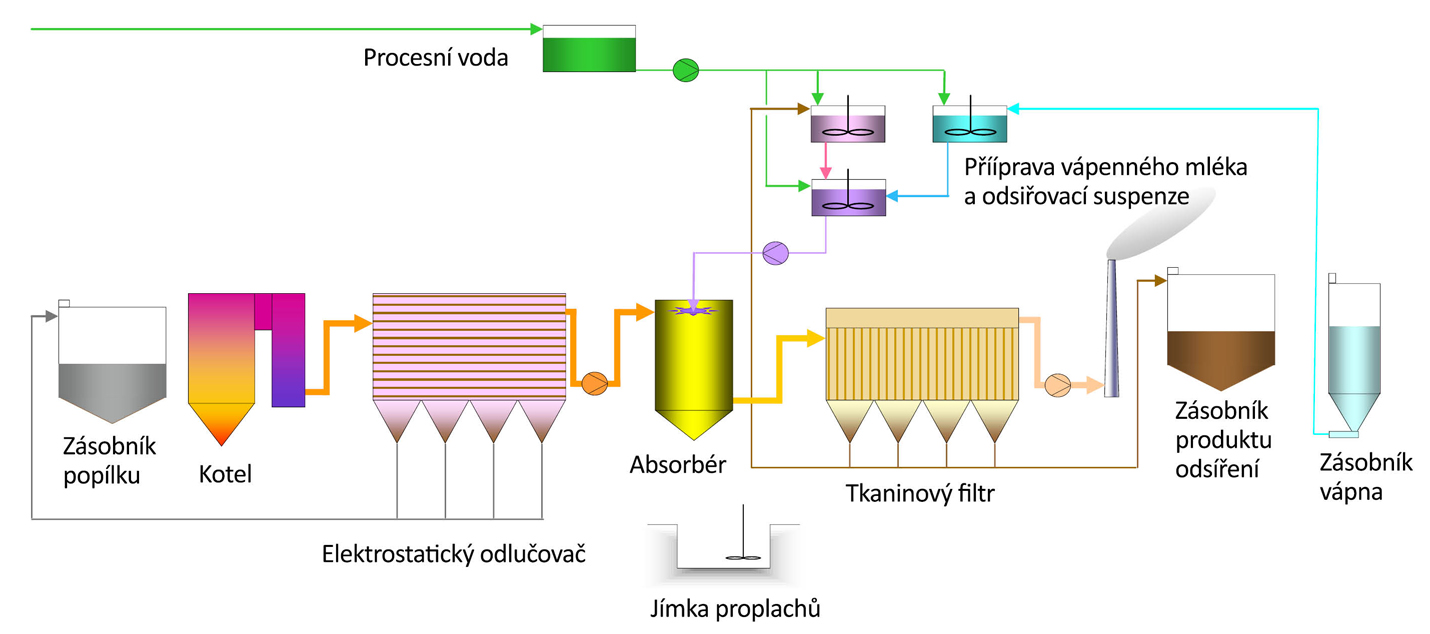 Procesní voda
Přííprava vápenného mléka
a odsiřovací suspenze
Zásobník
popílku
Kotel
Absorbér
Tkaninový filtr
Zásobník
produktu
odsíření
Zásobník
vápna
Elektrostatický odlučovač
Jímka proplachů